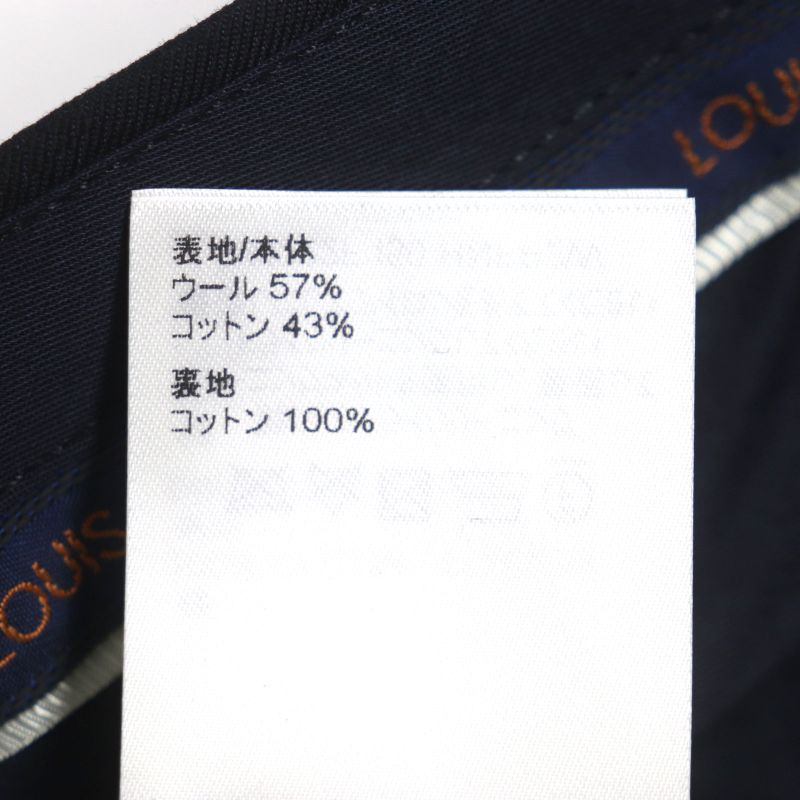 LOUIS
表地/本体
ウール 57%
コットン 43%
裏地
コットン 100%
LOUIS